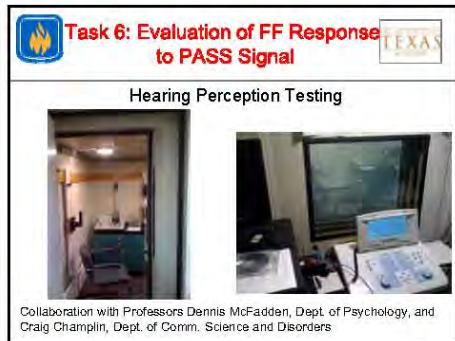 Task 6: Evaluation of FF Response
to PASS Signal
TEXAS
Hearing Perception Testing
Collaboration with Professors Dennis McFadden, Dept. of Psychology, and
Craig Champlin, Dept. of Comm. Science and Disorders